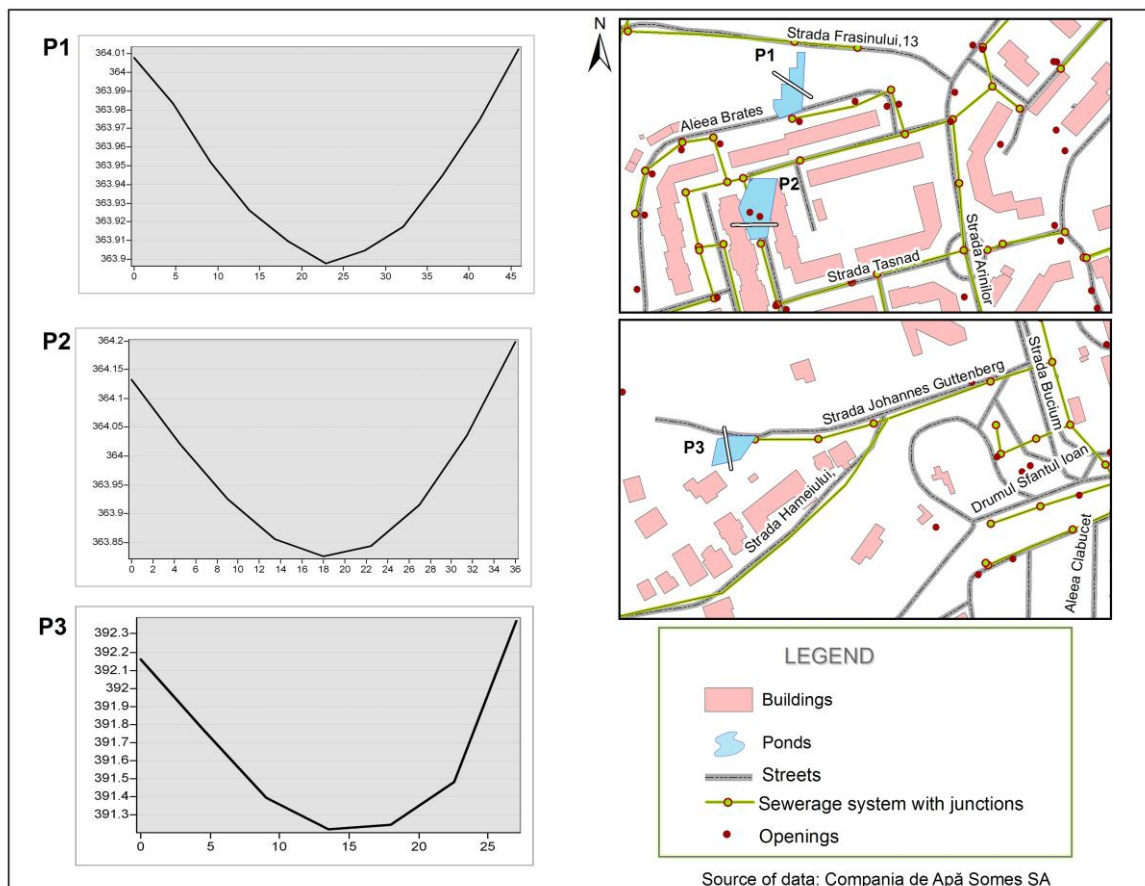 P1
364.01
364
363.99
363.98
363.97
363.96
363.95
363.94
363.93
363.92
363.91
363.9
0 5 10 15 20 25 30 35 40 45
P2
364.2
364.15
364.1
364.05
364
363.95
363.9
363.85
0 2 4 6 8 10 12 14 16 18 20 22 24 26 28 30 32 34 36
P3
392.3
392.2
392.1
392
391.9
391.8
391.7
391.6
391.5
391.4
391.3
0 5 10 15 20 25
N
Strada Frasinului,13
P1
Aleea Brates
P2
Strada Tasnad
Strada Arinilor
Strada Johannes Guttenberg
Strada Bucium
P3
Strada Hameiului,
Drumul Sfantul Ioan
Aleea Clabucet
LEGEND
Buildings
Ponds
Streets
Sewerage system with junctions
Openings
Source of data: Compania de Apă Somes SA